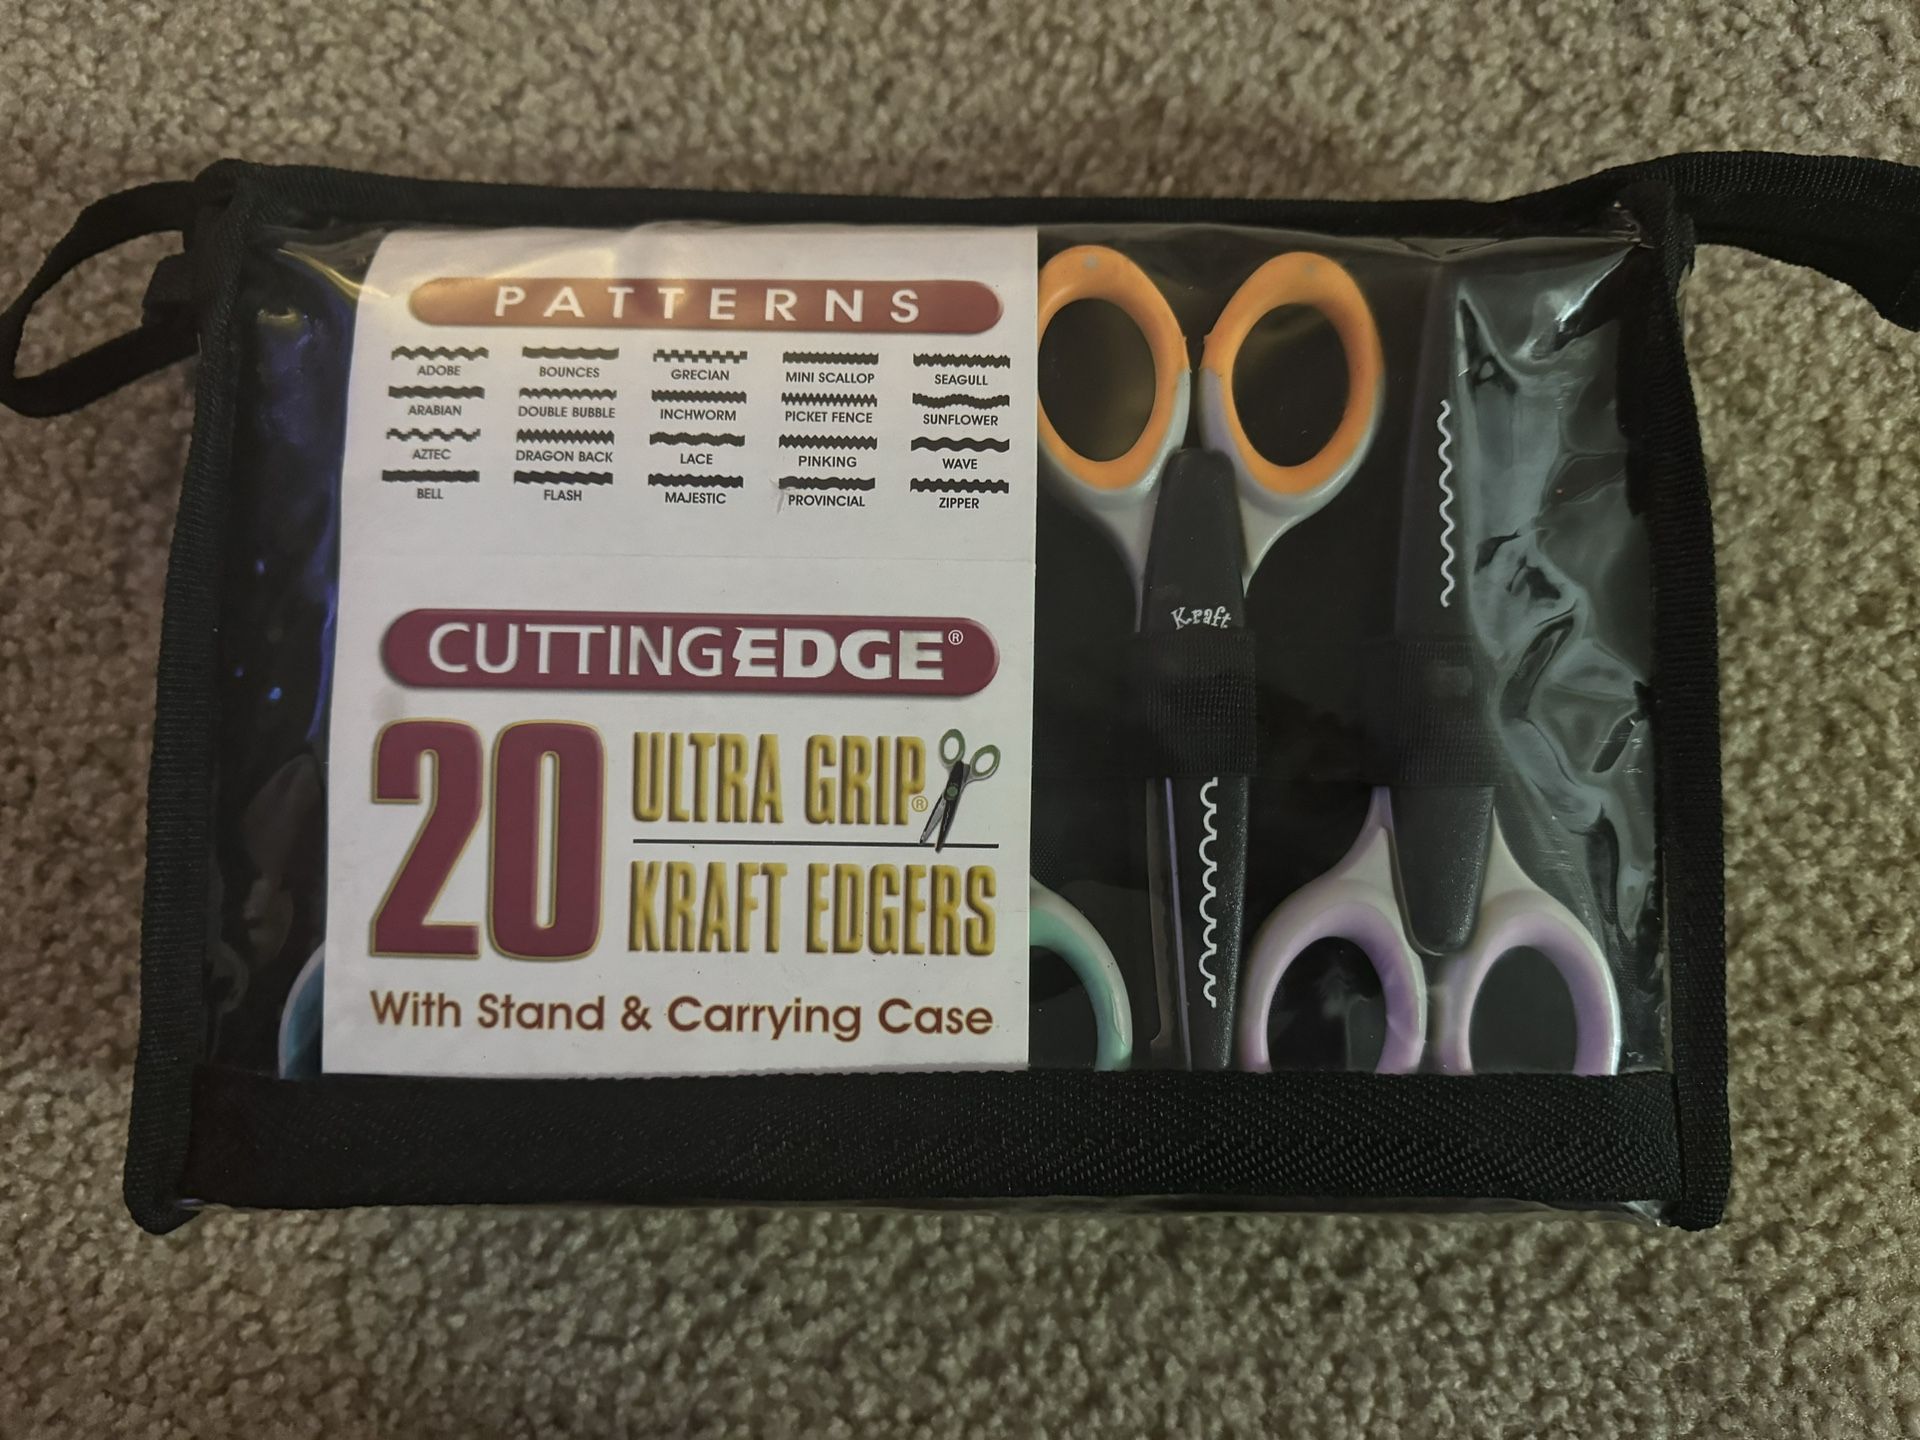 PATTERNS
ADOBE BOUNCES GRECIAN MINI SCALLOP SEAGULL
ARABIAN DOUBLE BUBBLE INCHWORM PICKET FENCE SUNFLOWER
AZTEC DRAGON BACK LACE PINKING WAVE
BELL FLASH MAJESTIC PROVINCIAL ZIPPER
CUTTINGEDGE®
20 ULTRA GRIP®
KRAFT EDGERS
With Stand & Carrying Case
Kraft